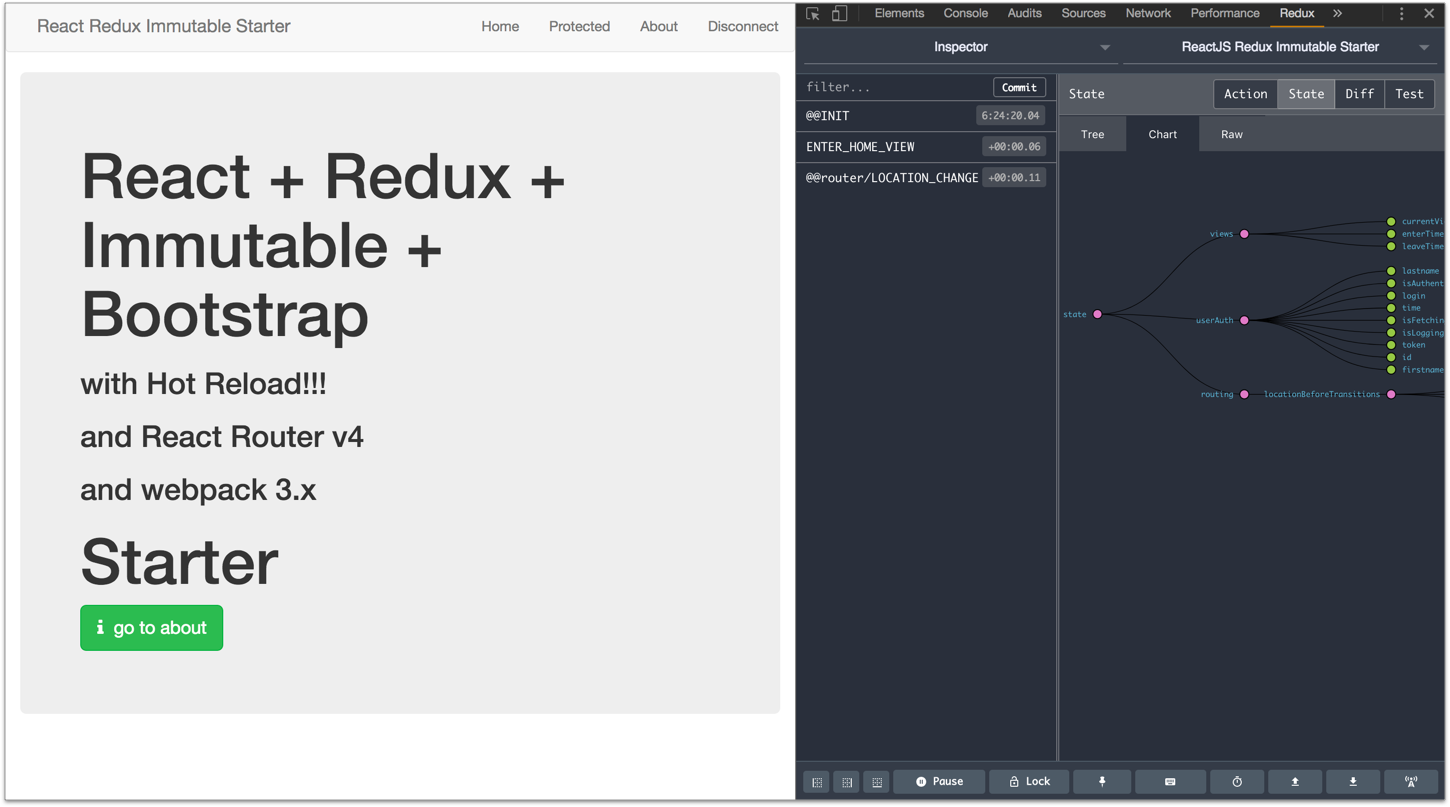 React Redux Immutable Starter
Home Protected About Disconnect
React + Redux +
Immutable +
Bootstrap
with Hot Reload!!!
and React Router v4
and webpack 3.x
Starter
go to about
Elements Console Audits Sources Network Performance Redux »
Inspector
ReactJS Redux Immutable Starter
filter...
Commit
@@INIT 6:24:20.04
ENTER_HOME_VIEW +00:00.06
@@router/LOCATION_CHANGE +00:00.11
State
Action State Diff Test
Tree Chart Raw
currentVi
views
enterTime
leaveTime
lastname
isAuthent
login
time
state
userAuth
isFetchin
isLogging
token
id
firstname
routing
locationBeforeTransitions
Pause
Lock